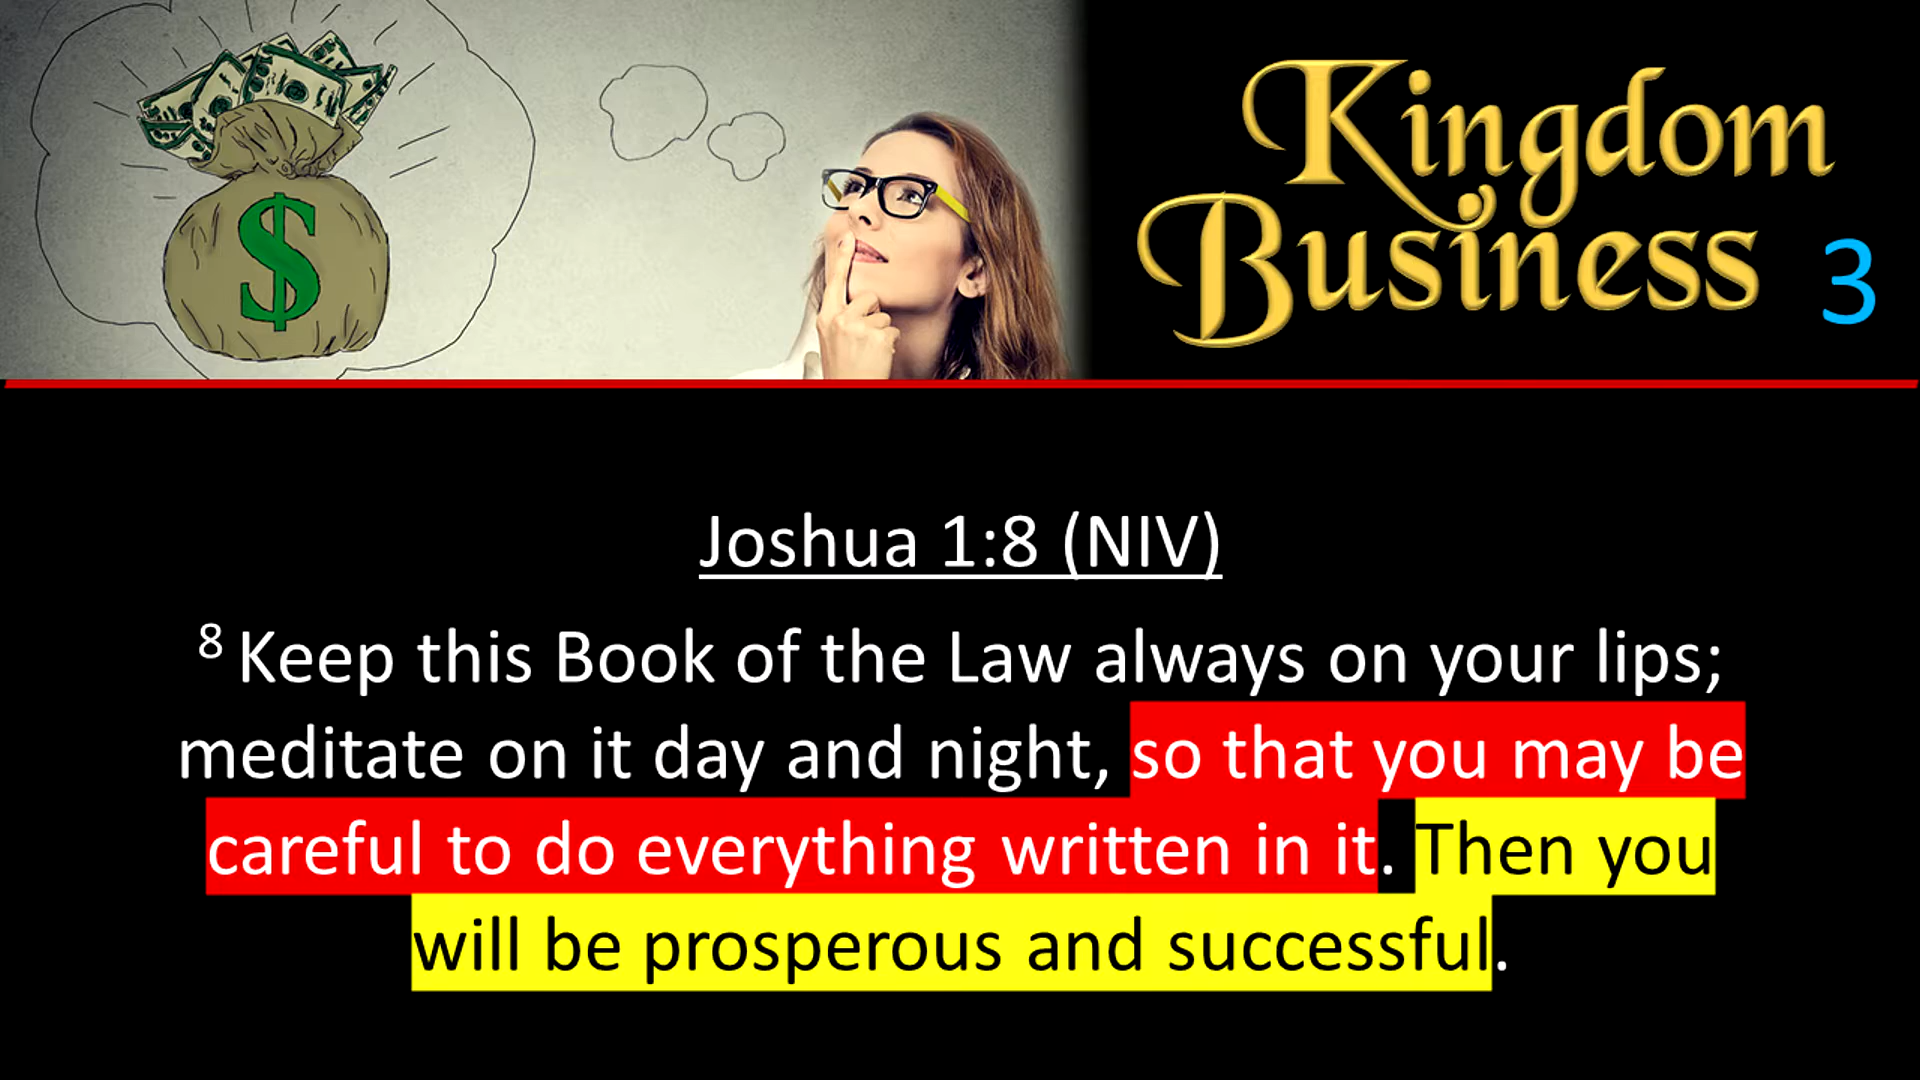 $
Kingdom
Business 3
Joshua 1:8 (NIV)
8 Keep this Book of the Law always on your lips;
meditate on it day and night, so that you may be
careful to do everything written in it. Then you
will be prosperous and successful.